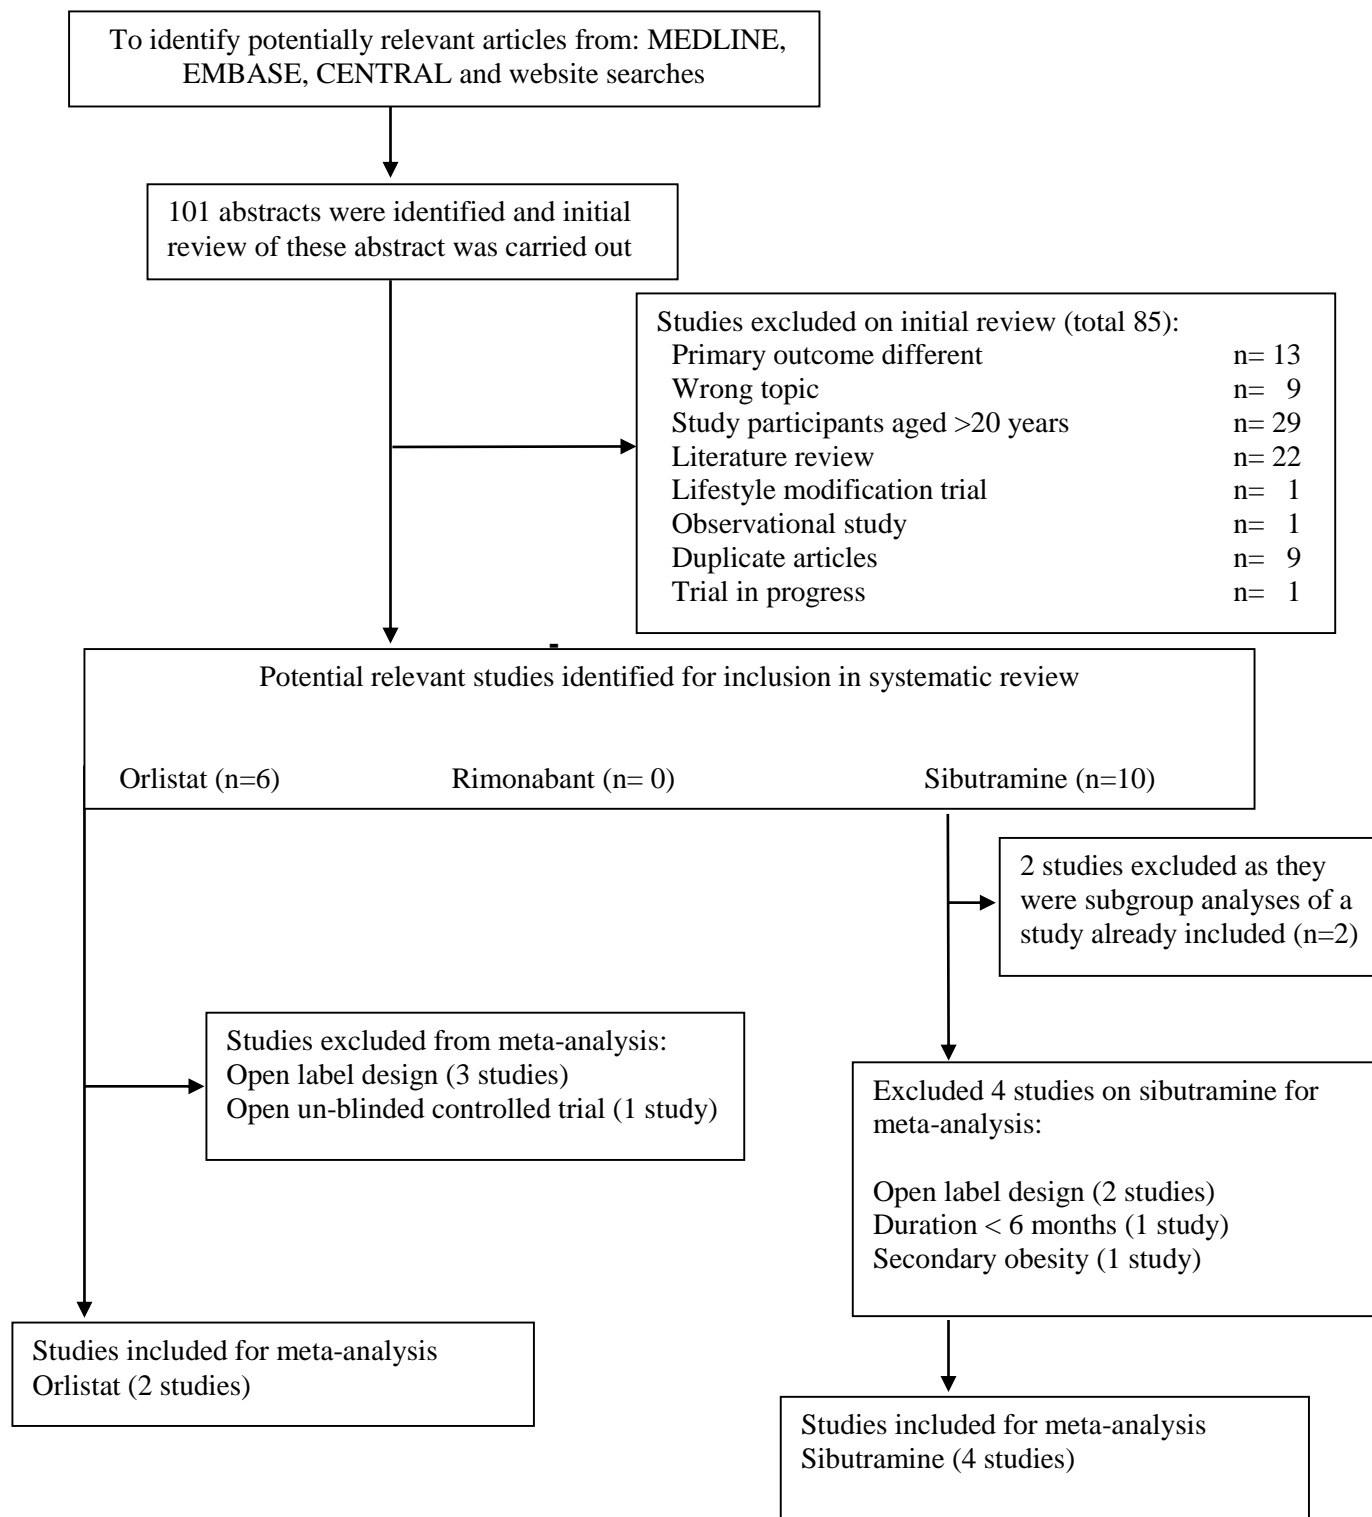 To identify potentially relevant articles from: MEDLINE,
EMBASE, CENTRAL and website searches
101 abstracts were identified and initial
review of these abstract was carried out
Studies excluded on initial review (total 85):
Primary outcome different n= 13
Wrong topic n= 9
Study participants aged >20 years n= 29
Literature review n= 22
Lifestyle modification trial n= 1
Observational study n= 1
Duplicate articles n= 9
Trial in progress n= 1
Potential relevant studies identified for inclusion in systematic review
Orlistat (n=6) Rimonabant (n= 0) Sibutramine (n=10)
2 studies excluded as they
were subgroup analyses of a
study already included (n=2)
Studies excluded from meta-analysis:
Open label design (3 studies)
Open un-blinded controlled trial (1 study)
Excluded 4 studies on sibutramine for
meta-analysis:
Open label design (2 studies)
Duration < 6 months (1 study)
Secondary obesity (1 study)
Studies included for meta-analysis
Orlistat (2 studies)
Studies included for meta-analysis
Sibutramine (4 studies)